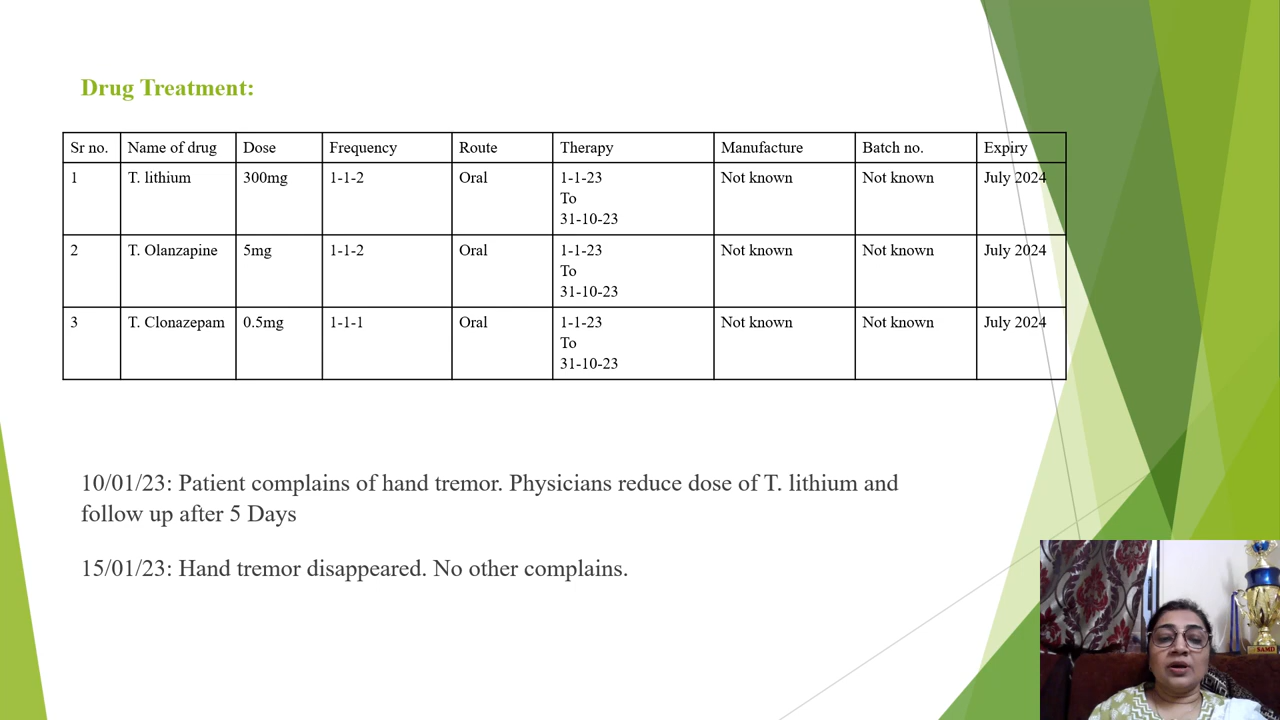 Drug Treatment:
Sr no. Name of drug Dose Frequency Route Therapy Manufacture Batch no. Expiry
1 T. lithium 300mg 1-1-2 Oral 1-1-23 Not known Not known July 2024
To
31-10-23
2 T. Olanzapine 5mg 1-1-2 Oral 1-1-23 Not known Not known July 2024
To
31-10-23
3 T. Clonazepam 0.5mg 1-1-1 Oral 1-1-23 Not known Not known July 2024
To
31-10-23
10/01/23: Patient complains of hand tremor. Physicians reduce dose of T. lithium and
follow up after 5 Days
15/01/23: Hand tremor disappeared. No other complains.